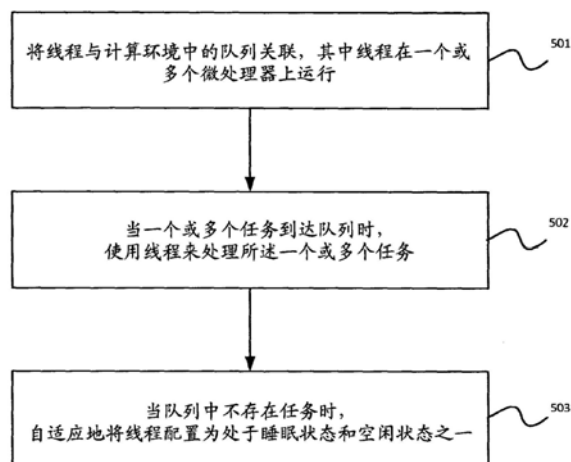 将线程与计算环境中的队列关联，其中线程在一个或
多个微处理器上运行
501
当一个或多个任务到达队列时，
使用线程来处理所述一个或多个任务
502
当队列中不存在任务时，
自适应地将线程配置为处于睡眠状态和空闲状态之一
503